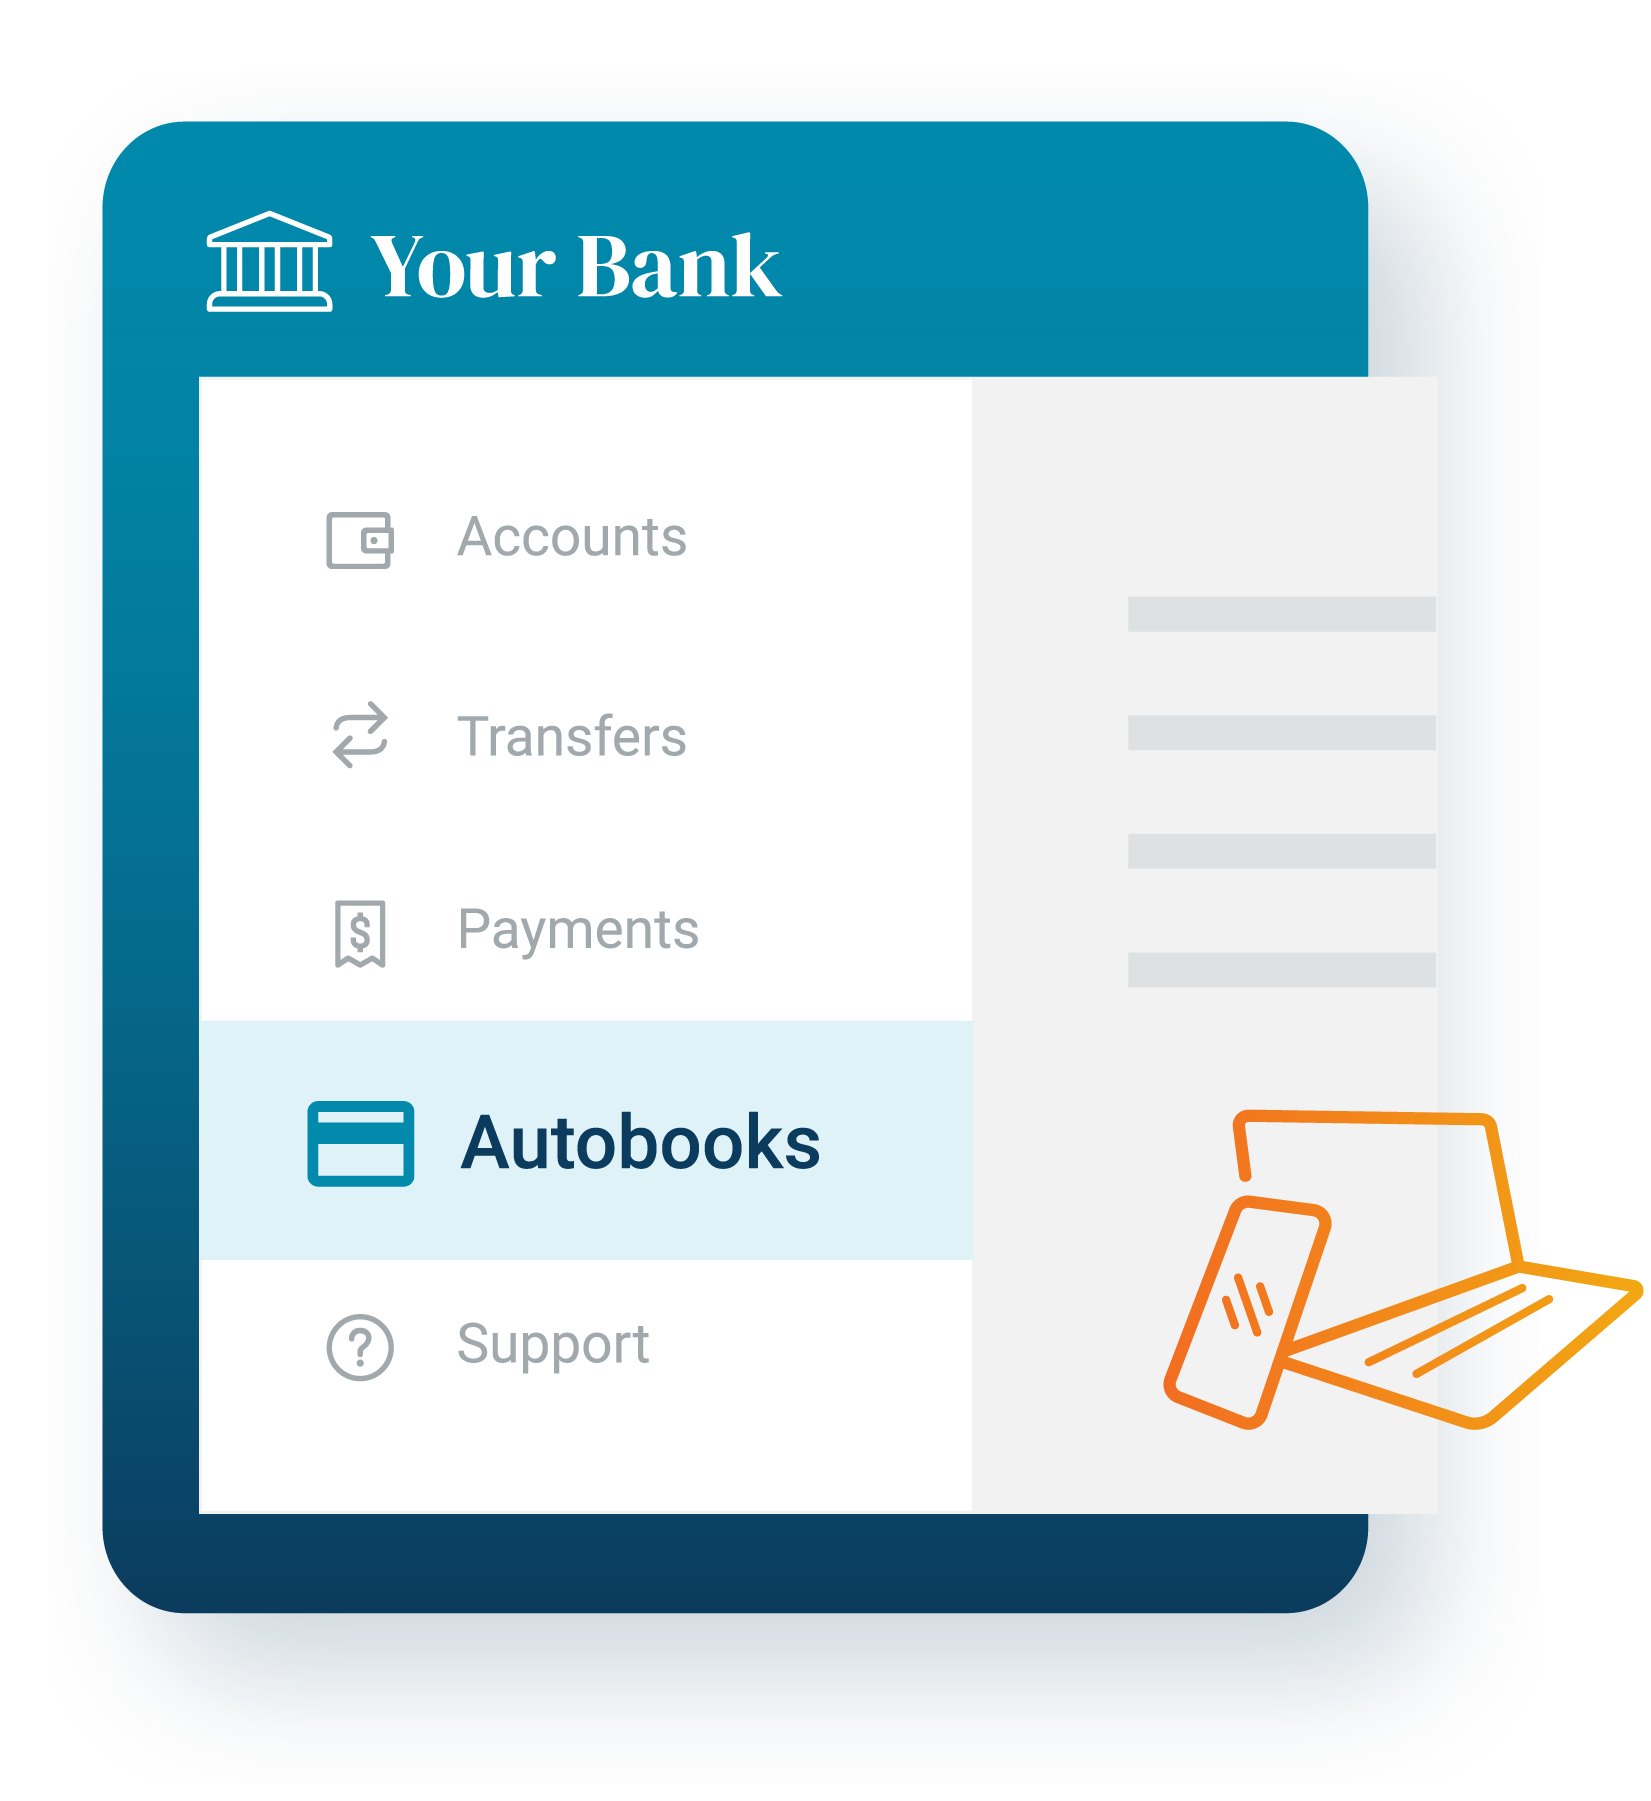 Your Bank
Accounts
Transfers
Payments
Autobooks
Support